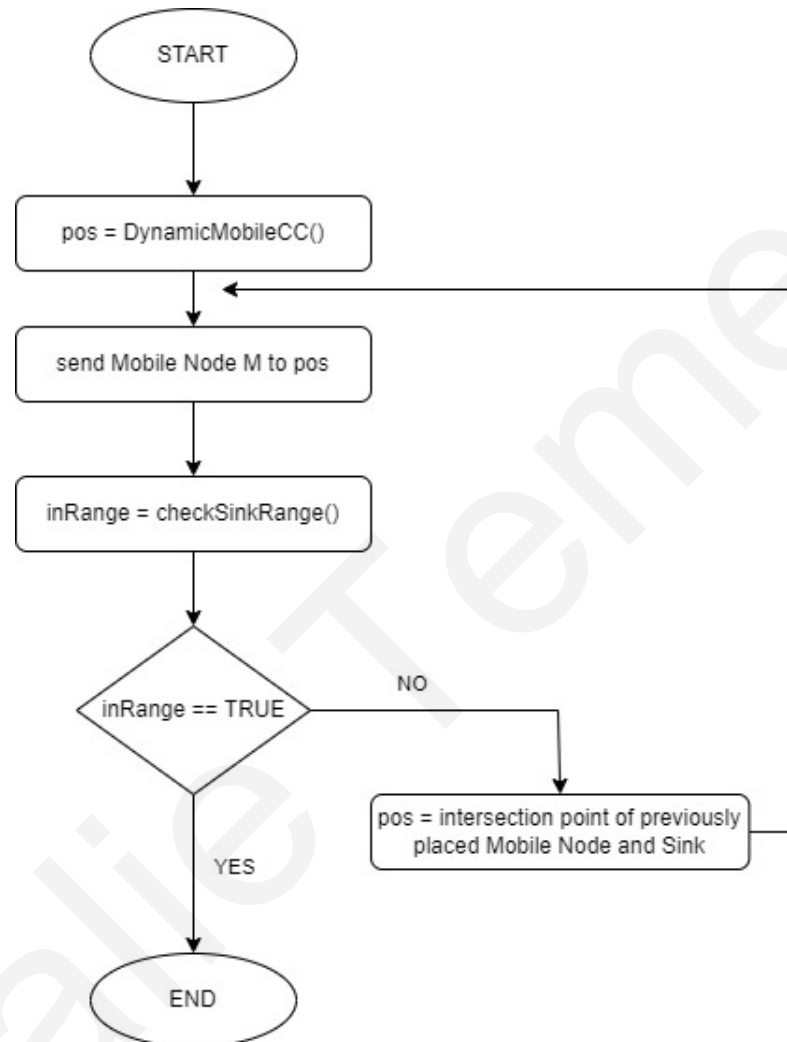 START
pos = DynamicMobileCC()
send Mobile Node M to pos
inRange = checkSinkRange()
inRange == TRUE
NO
pos = intersection point of previously
placed Mobile Node and Sink
YES
END